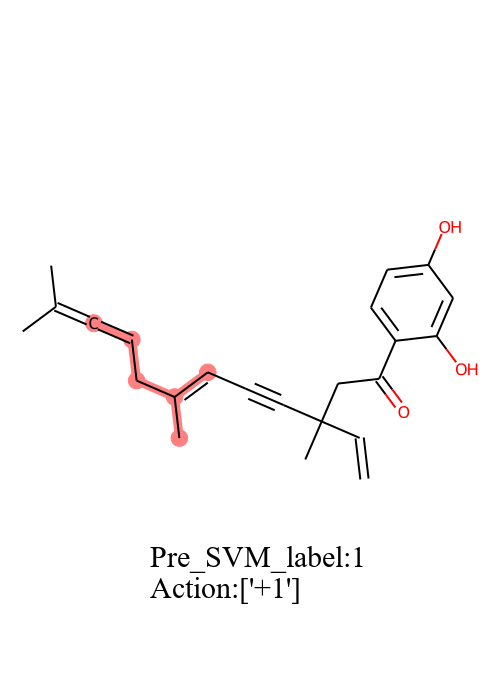 OH
C
OH
O
Pre_SVM_label:1
Action:['+1']